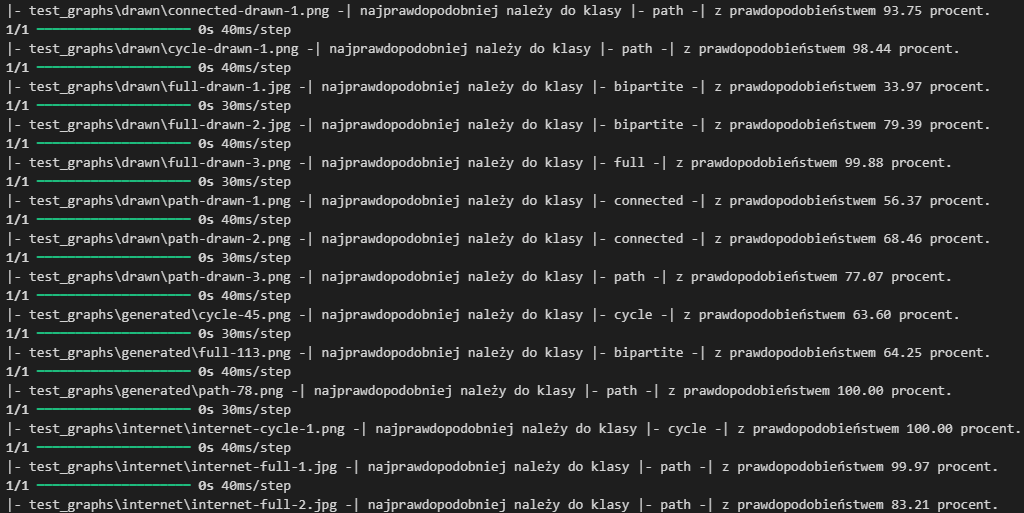 |- test_graphs\drawn\connected-drawn-1.png -| najprawdopodobniej należy do klasy |- path -| z prawdopodobieństwem 93.75 procent.
1/1 ━━━━━━━━━━━━━━━━━━━━ 0s 40ms/step
|- test_graphs\drawn\cycle-drawn-1.png -| najprawdopodobniej należy do klasy |- path -| z prawdopodobieństwem 98.44 procent.
1/1 ━━━━━━━━━━━━━━━━━━━━ 0s 40ms/step
|- test_graphs\drawn\full-drawn-1.jpg -| najprawdopodobniej należy do klasy |- bipartite -| z prawdopodobieństwem 33.97 procent.
1/1 ━━━━━━━━━━━━━━━━━━━━ 0s 30ms/step
|- test_graphs\drawn\full-drawn-2.jpg -| najprawdopodobniej należy do klasy |- bipartite -| z prawdopodobieństwem 79.39 procent.
1/1 ━━━━━━━━━━━━━━━━━━━━ 0s 40ms/step
|- test_graphs\drawn\full-drawn-3.png -| najprawdopodobniej należy do klasy |- full -| z prawdopodobieństwem 99.88 procent.
1/1 ━━━━━━━━━━━━━━━━━━━━ 0s 30ms/step
|- test_graphs\drawn\path-drawn-1.png -| najprawdopodobniej należy do klasy |- connected -| z prawdopodobieństwem 56.37 procent.
1/1 ━━━━━━━━━━━━━━━━━━━━ 0s 40ms/step
|- test_graphs\drawn\path-drawn-2.png -| najprawdopodobniej należy do klasy |- connected -| z prawdopodobieństwem 68.46 procent.
1/1 ━━━━━━━━━━━━━━━━━━━━ 0s 30ms/step
|- test_graphs\drawn\path-drawn-3.png -| najprawdopodobniej należy do klasy |- path -| z prawdopodobieństwem 77.07 procent.
1/1 ━━━━━━━━━━━━━━━━━━━━ 0s 40ms/step
|- test_graphs\generated\cycle-45.png -| najprawdopodobniej należy do klasy |- cycle -| z prawdopodobieństwem 63.60 procent.
1/1 ━━━━━━━━━━━━━━━━━━━━ 0s 30ms/step
|- test_graphs\generated\full-113.png -| najprawdopodobniej należy do klasy |- bipartite -| z prawdopodobieństwem 64.25 procent.
1/1 ━━━━━━━━━━━━━━━━━━━━ 0s 40ms/step
|- test_graphs\generated\path-78.png -| najprawdopodobniej należy do klasy |- path -| z prawdopodobieństwem 100.00 procent.
1/1 ━━━━━━━━━━━━━━━━━━━━ 0s 30ms/step
|- test_graphs\internet\internet-cycle-1.png -| najprawdopodobniej należy do klasy |- cycle -| z prawdopodobieństwem 100.00 procent.
1/1 ━━━━━━━━━━━━━━━━━━━━ 0s 40ms/step
|- test_graphs\internet\internet-full-1.jpg -| najprawdopodobniej należy do klasy |- path -| z prawdopodobieństwem 99.97 procent.
1/1 ━━━━━━━━━━━━━━━━━━━━ 0s 40ms/step
|- test_graphs\internet\internet-full-2.jpg -| najprawdopodobniej należy do klasy |- path -| z prawdopodobieństwem 83.21 procent.